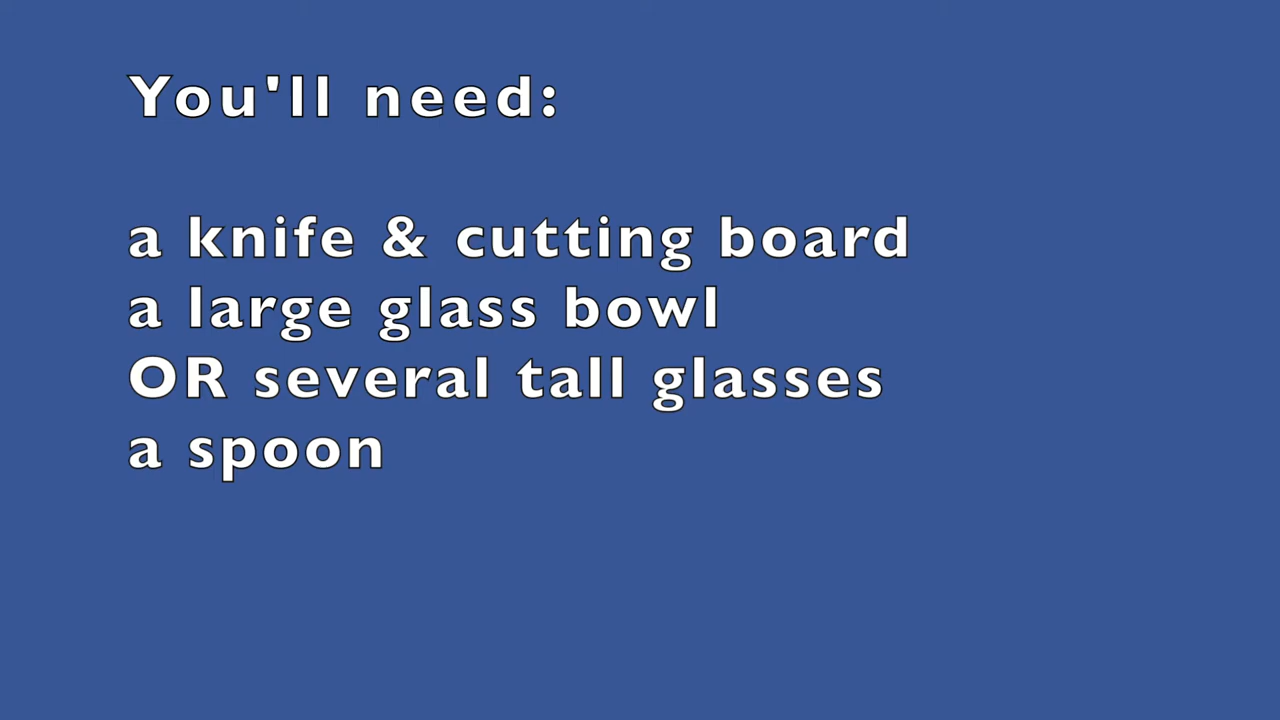 You'll need:
a knife & cutting board
a large glass bowl
OR several tall glasses
a spoon